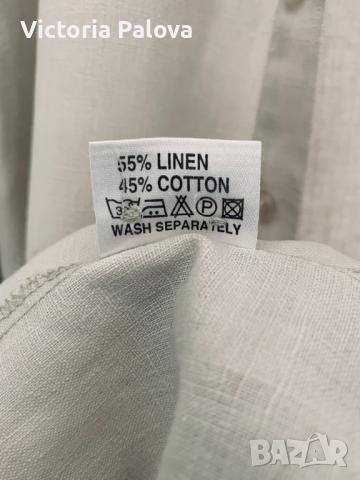 Victoria Palova
55% LINEN
45% COTTON
P
WASH SEPARATELY
BAZAR